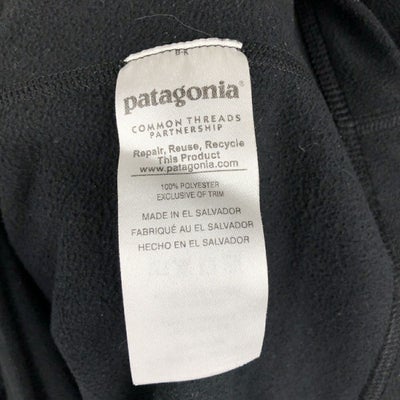 patagonia®
COMMON THREADS
PARTNERSHIP
Repair, Reuse, Recycle
This Product
www.patagonia.com
100% POLYESTER
EXCLUSIVE OF TRIM
MADE IN EL SALVADOR
FABRIQUÉ AU EL SALVADOR
HECHO EN EL SALVADOR